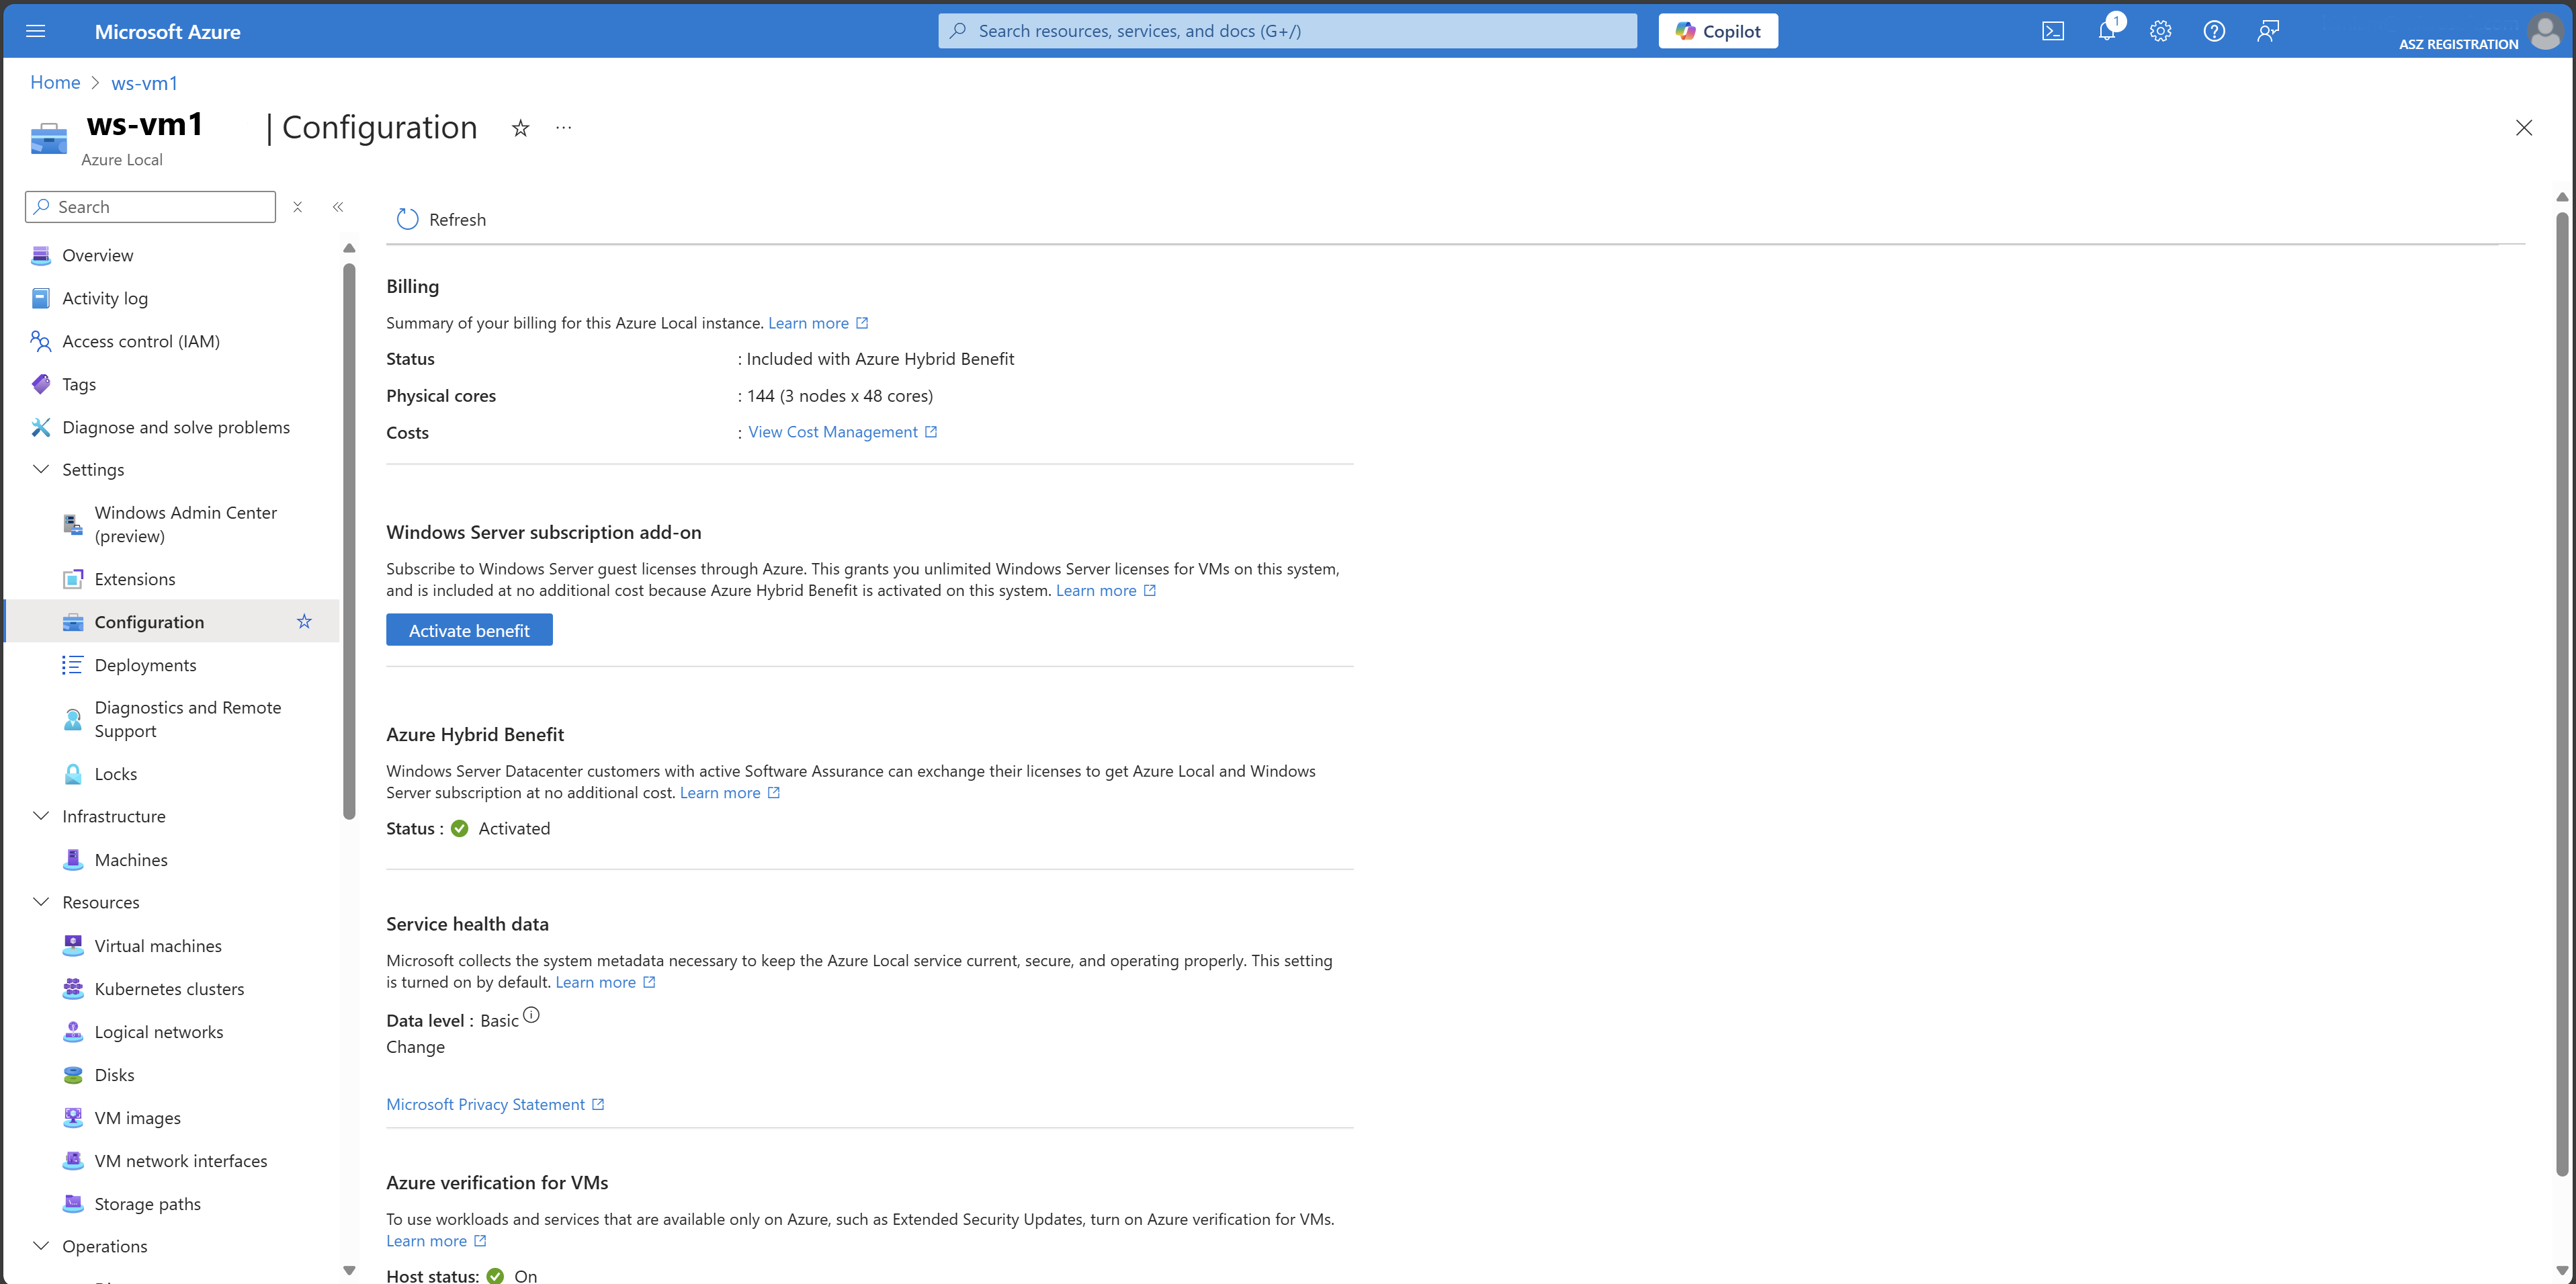 Microsoft Azure
Search resources, services, and docs (G+/)
Copilot
1
ASZ REGISTRATION
Home > ws-vm1
ws-vm1 | Configuration
Azure Local
Search
Overview
Activity log
Access control (IAM)
Tags
Diagnose and solve problems
Settings
Windows Admin Center
(preview)
Extensions
Configuration
Deployments
Diagnostics and Remote
Support
Locks
Infrastructure
Machines
Resources
Virtual machines
Kubernetes clusters
Logical networks
Disks
VM images
VM network interfaces
Storage paths
Operations
Refresh
Billing
Summary of your billing for this Azure Local instance. Learn more
Status : Included with Azure Hybrid Benefit
Physical cores : 144 (3 nodes x 48 cores)
Costs : View Cost Management
Windows Server subscription add-on
Subscribe to Windows Server guest licenses through Azure. This grants you unlimited Windows Server licenses for VMs on this system,
and is included at no additional cost because Azure Hybrid Benefit is activated on this system. Learn more
Activate benefit
Azure Hybrid Benefit
Windows Server Datacenter customers with active Software Assurance can exchange their licenses to get Azure Local and Windows
Server subscription at no additional cost. Learn more
Status : Activated
Service health data
Microsoft collects the system metadata necessary to keep the Azure Local service current, secure, and operating properly. This setting
is turned on by default. Learn more
Data level : Basic
Change
Microsoft Privacy Statement
Azure verification for VMs
To use workloads and services that are available only on Azure, such as Extended Security Updates, turn on Azure verification for VMs.
Learn more
Host status: On